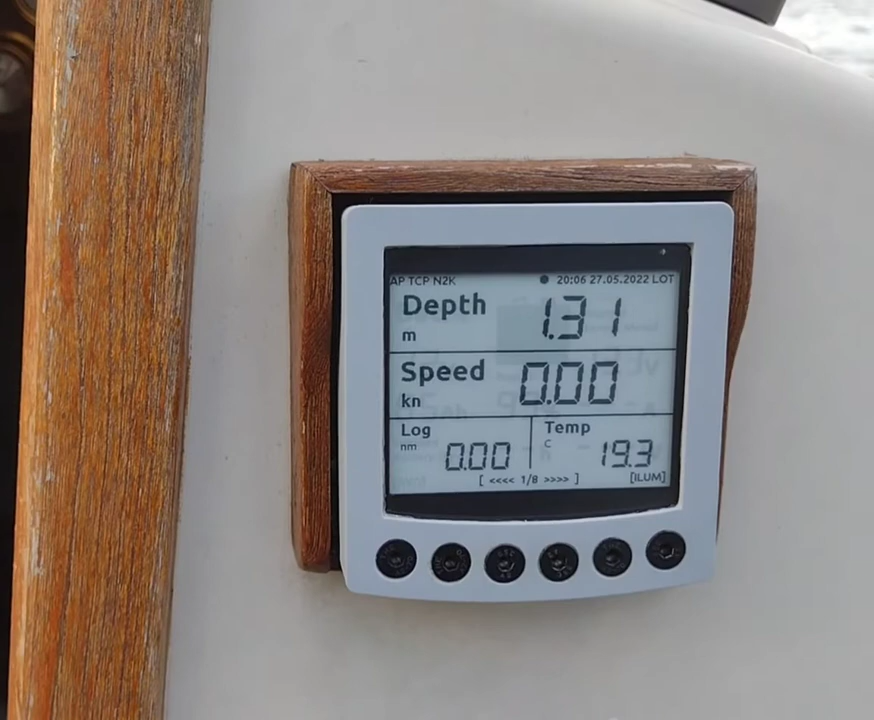 AP TCP N2K 20:06 27.05.2022 LOT
Depth 1.31
m
Speed 0.00
kn
Log Temp
nm 0.00 C 19.3
[ <<<< 1/8 >>>> ] [ILUM]